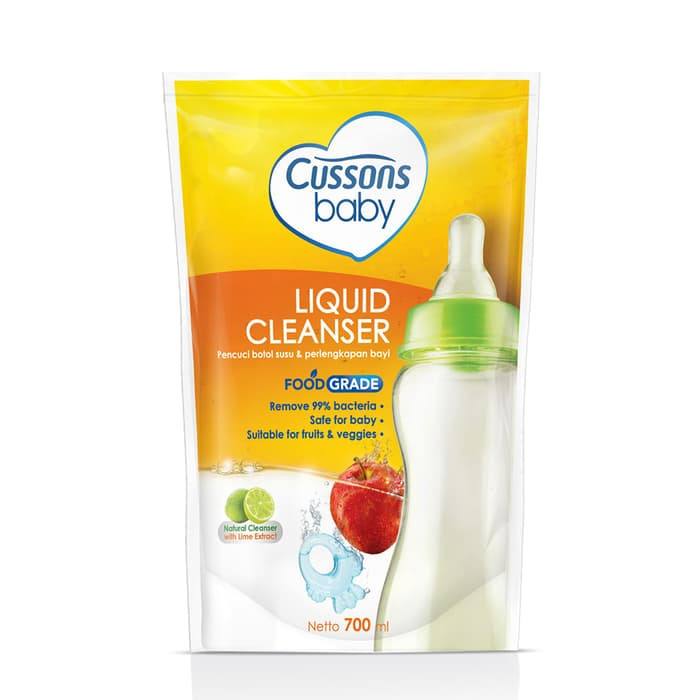 Cussons
baby
LIQUID
CLEANSER
Pencuci botol susu & perlengkapan bayi
FOOD GRADE
Remove 99% bacteria •
Safe for baby •
Suitable for fruits & veggies •
Natural Cleanser
with Lime Extract
Netto 700 ml